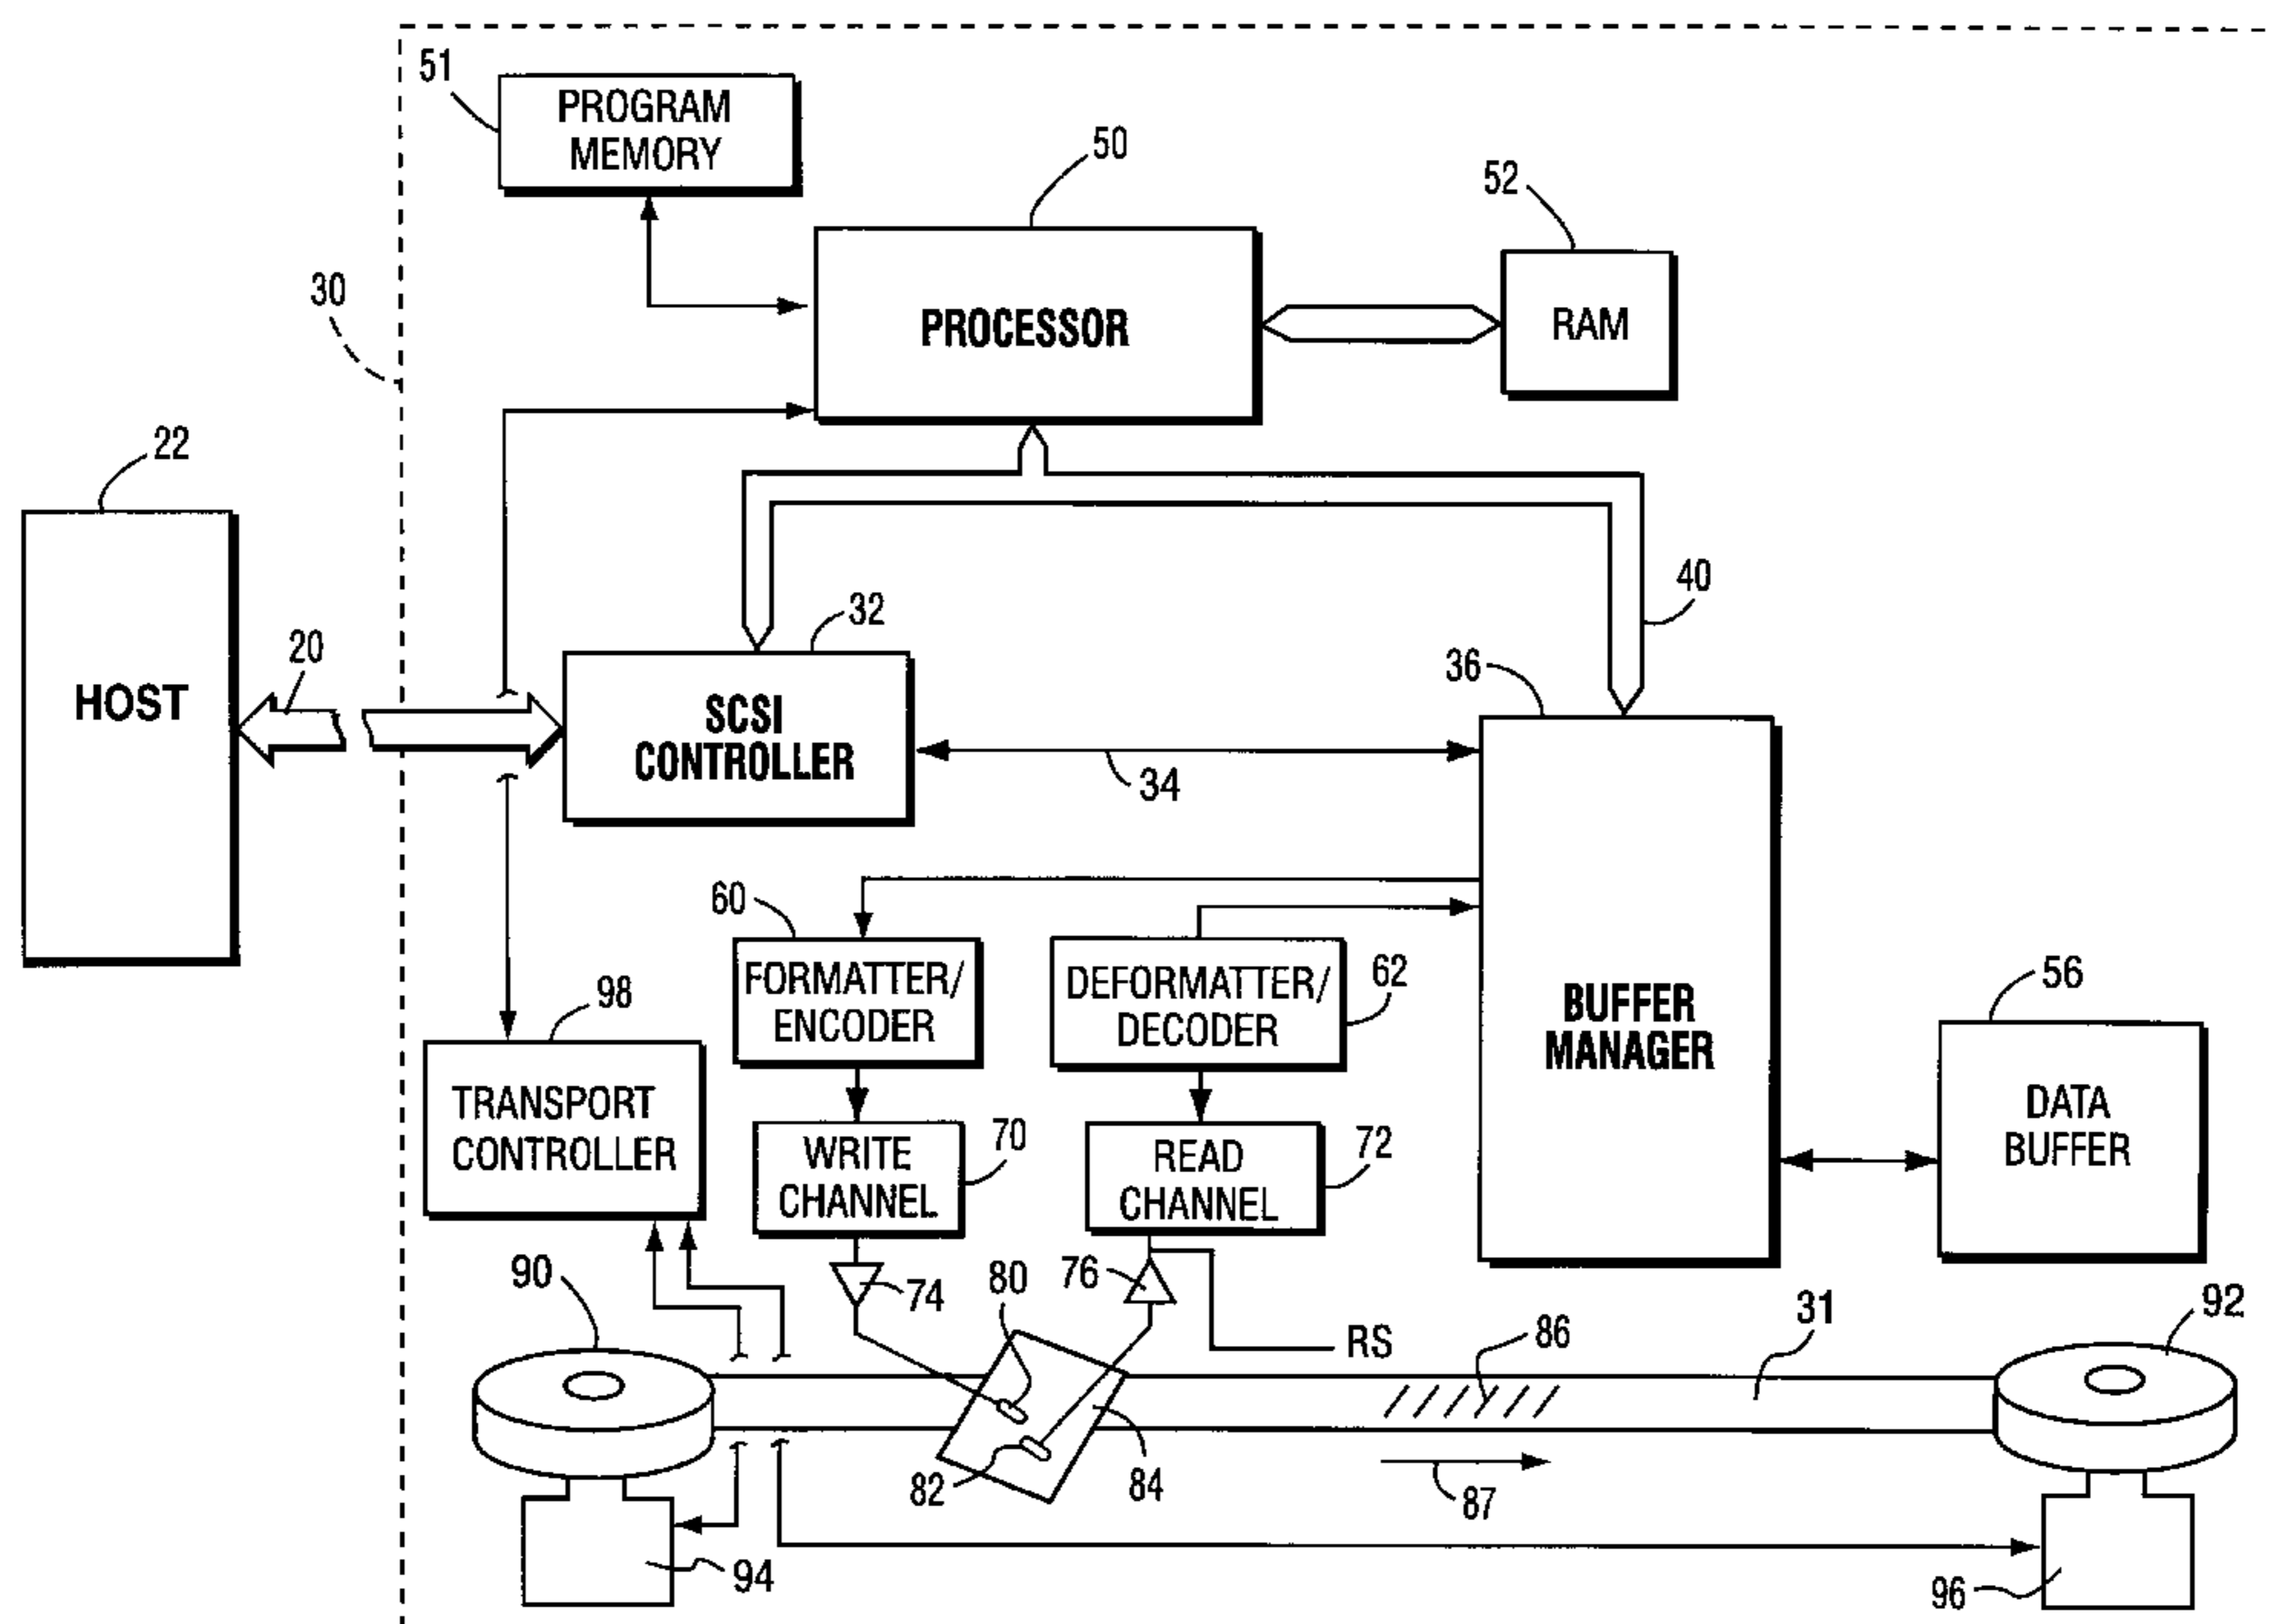 51
PROGRAM
MEMORY
50
52
PROCESSOR
RAM
30
22
HOST
20
32
SCSI
CONTROLLER
34
40
36
BUFFER
MANAGER
56
DATA
BUFFER
60
FORMATTER/
ENCODER
62
DEFORMATTER/
DECODER
98
TRANSPORT
CONTROLLER
70
WRITE
CHANNEL
72
READ
CHANNEL
74
80
76
RS
86
31
92
90
82
84
87
94
96